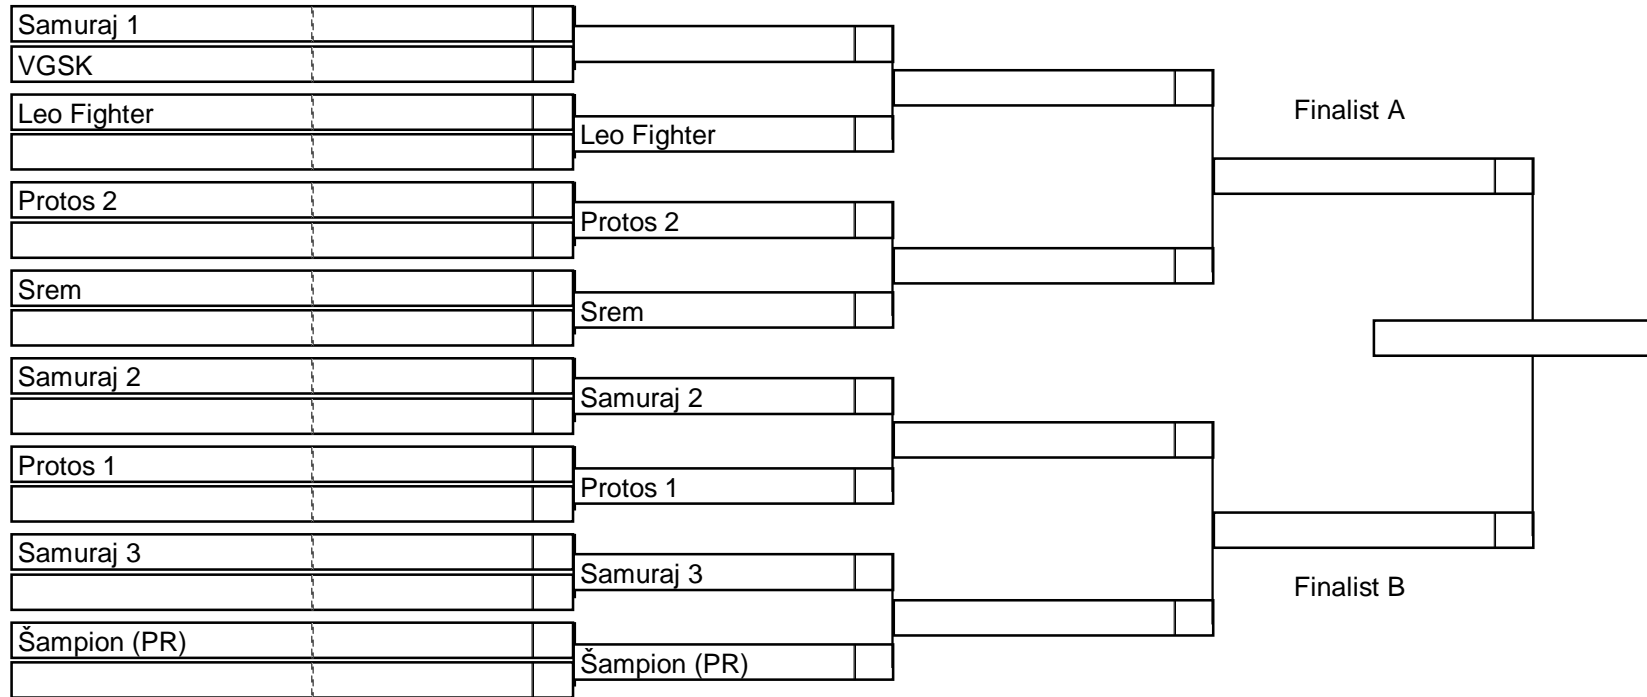 Samuraj 1
VGSK
Leo Fighter
Protos 2
Srem
Samuraj 2
Protos 1
Samuraj 3
Šampion (PR)
Leo Fighter
Protos 2
Srem
Samuraj 2
Protos 1
Samuraj 3
Šampion (PR)
Finalist A
Finalist B